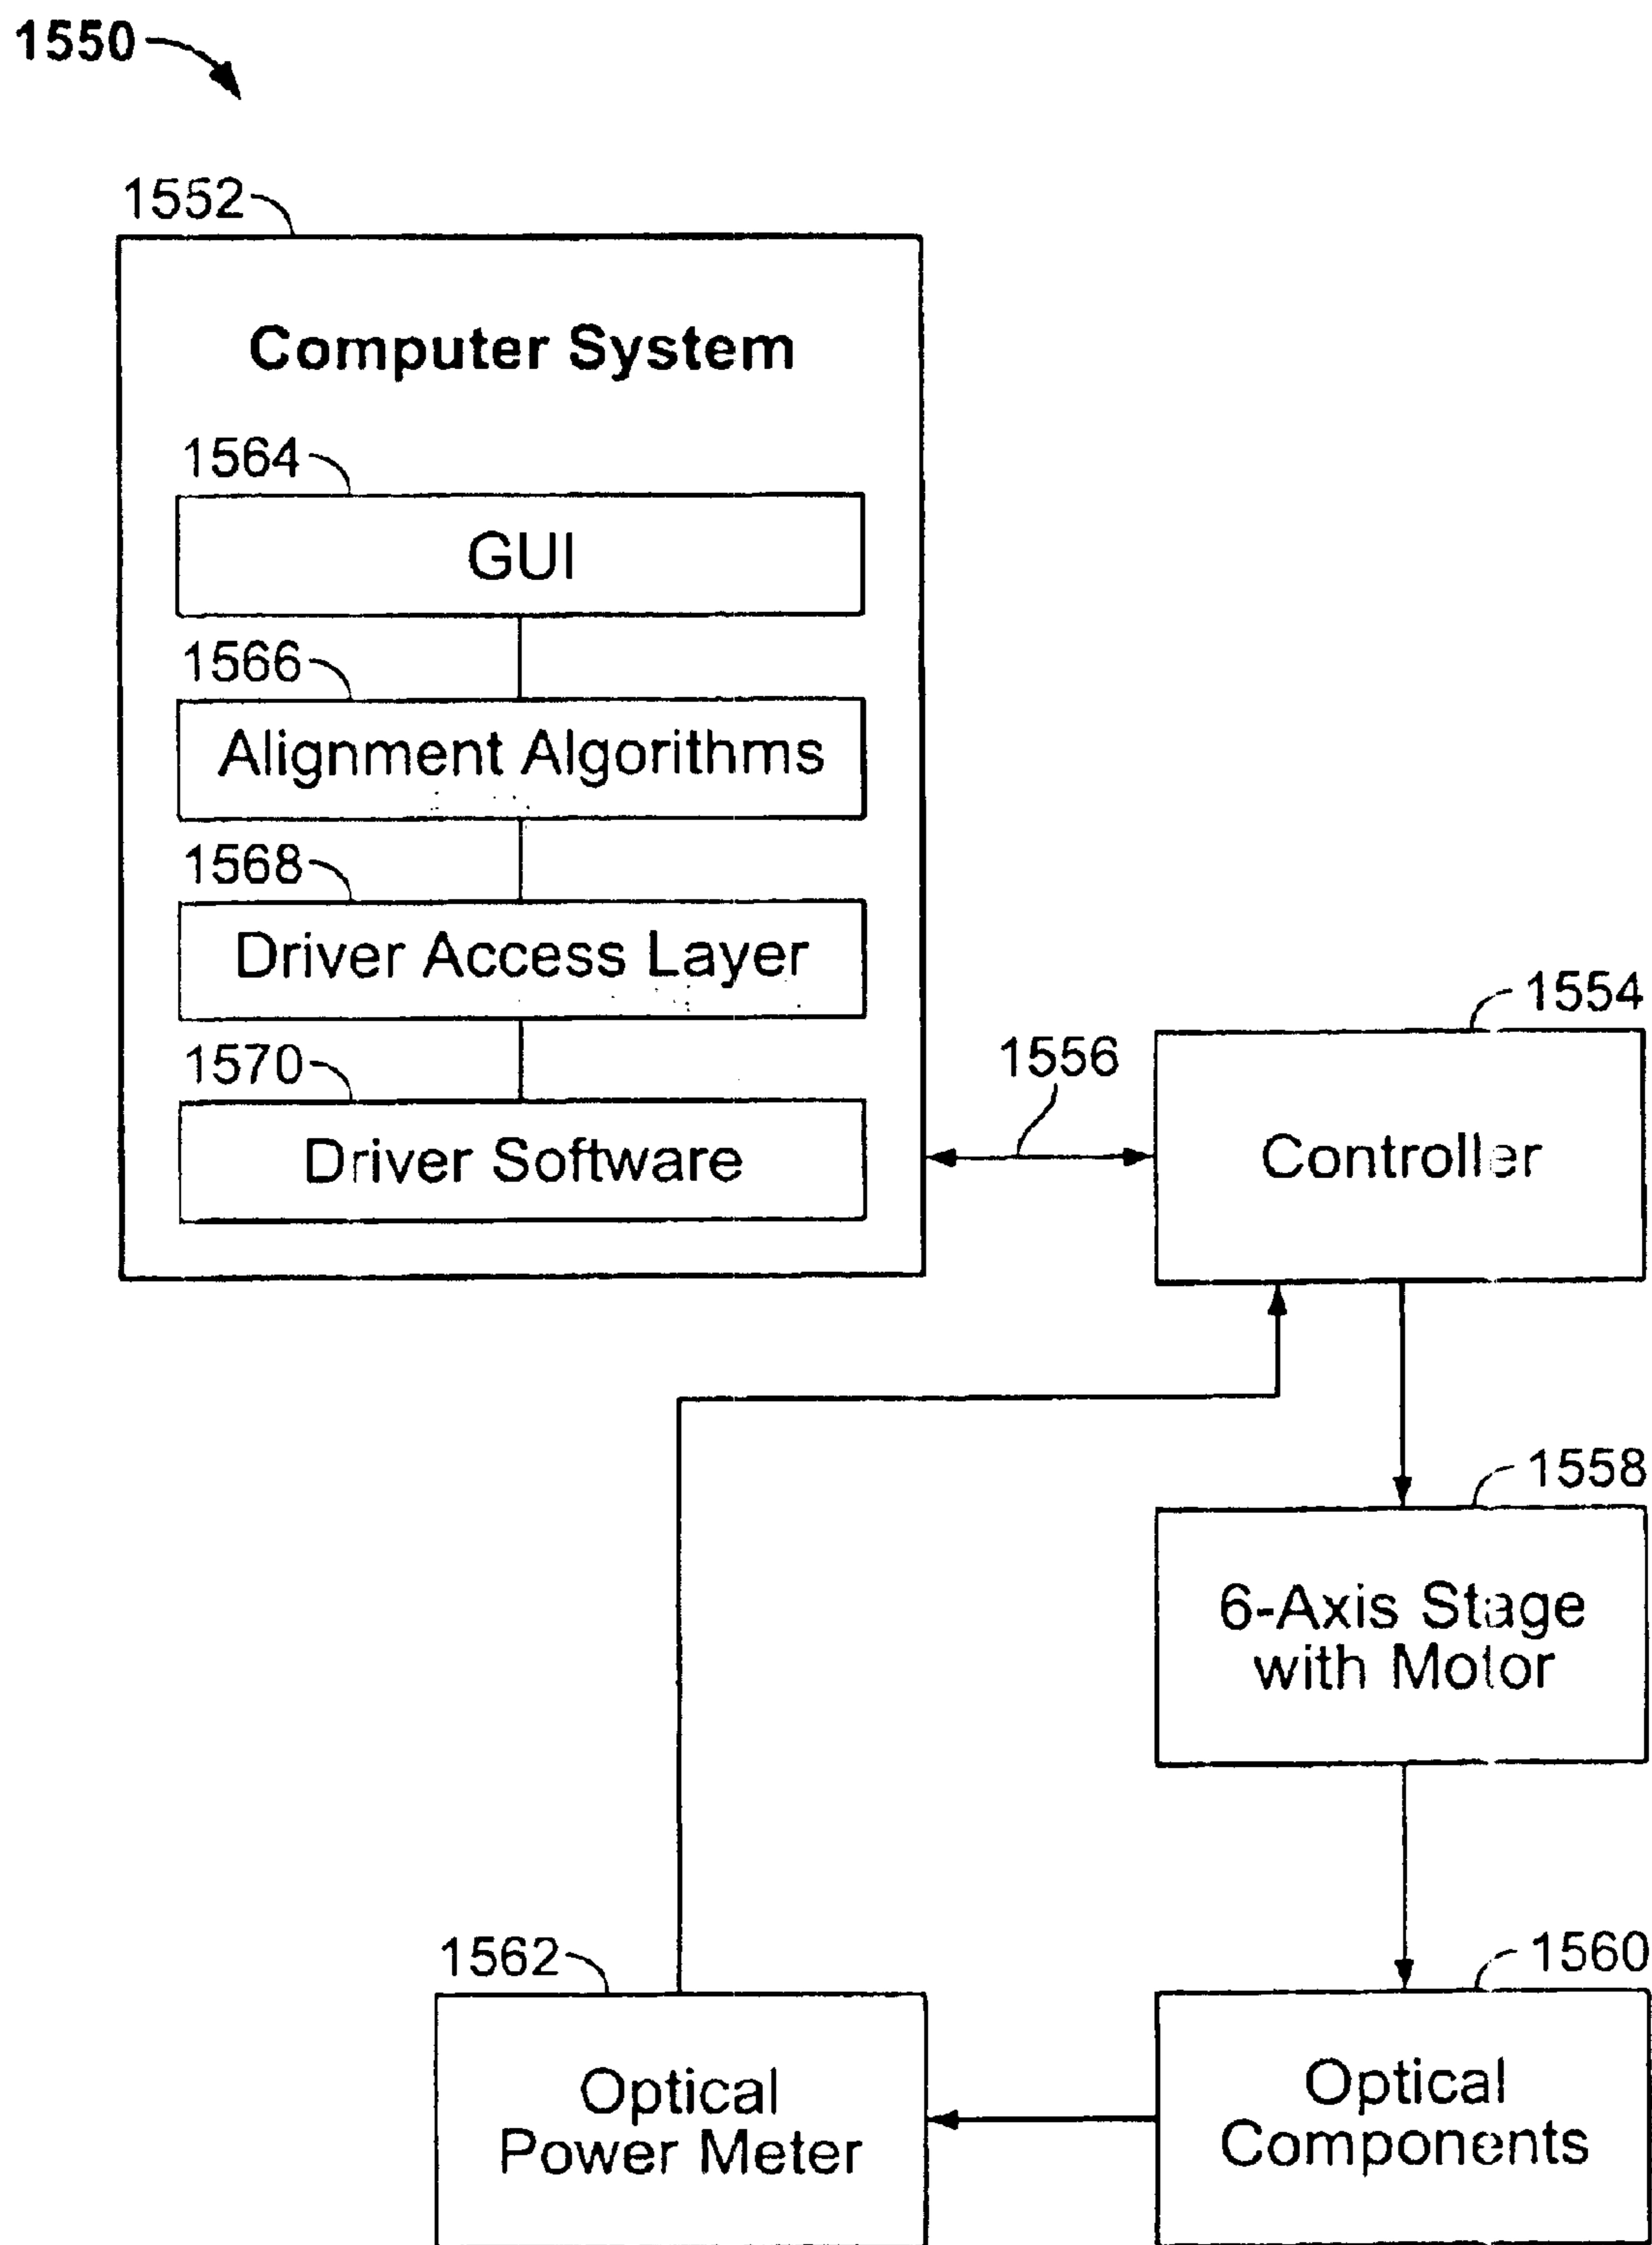 1550
1552
Computer System
1564
GUI
1566
Alignment Algorithms
1568
Driver Access Layer
1570
Driver Software
1556
1554
Controller
1558
6-Axis Stage
with Motor
1562
Optical
Power Meter
1560
Optical
Components